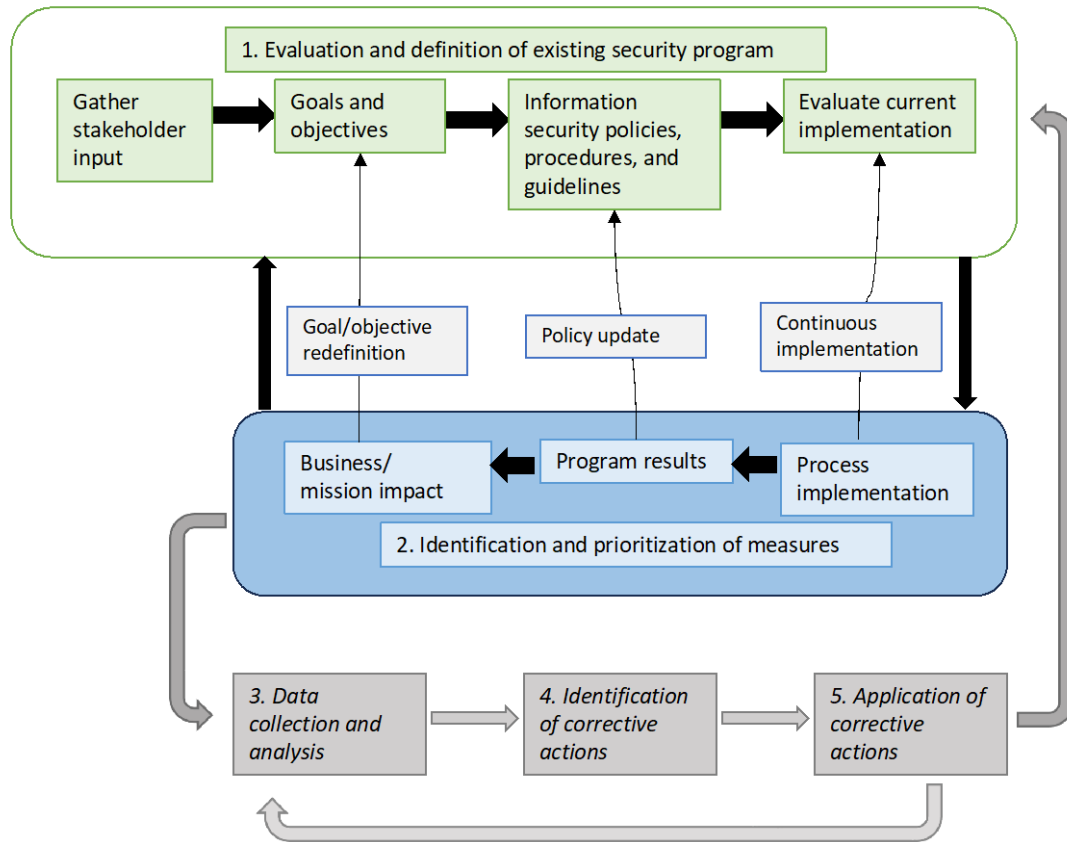 1. Evaluation and definition of existing security program
Gather
stakeholder
input
Goals and
objectives
Information
security policies,
procedures, and
guidelines
Evaluate current
implementation
Goal/objective
redefinition
Policy update
Continuous
implementation
Business/
mission impact
Program results
Process
implementation
2. Identification and prioritization of measures
3. Data
collection and
analysis
4. Identification
of corrective
actions
5. Application of
corrective
actions